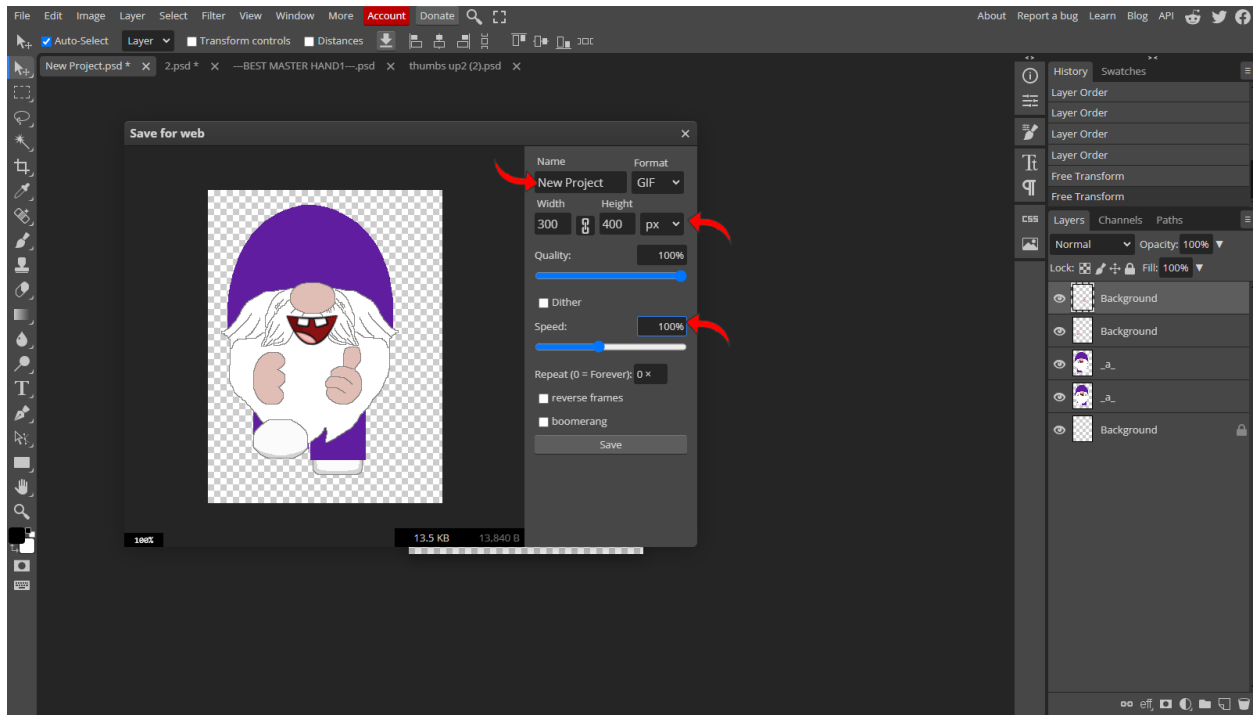 File Edit Image Layer Select Filter View Window More Account Donate About Report a bug Learn Blog API
Auto-Select Layer Transform controls Distances
New Project.psd * × 2.psd * × ---BEST MASTER HAND1---.psd × thumbs up2 (2).psd ×
Save for web ×
Name Format
New Project GIF
Width Height
300 400 px
Quality: 100%
Dither
Speed: 100%
Repeat (0 = Forever): 0 ×
reverse frames
boomerang
Save
100% 13.5 KB 13,840 B
History Swatches
Layer Order
Layer Order
Layer Order
Layer Order
Free Transform
Free Transform
CSS
Layers Channels Paths
Normal Opacity: 100%
Lock: Fill: 100%
Background
Background
_a_
_a_
Background
eff